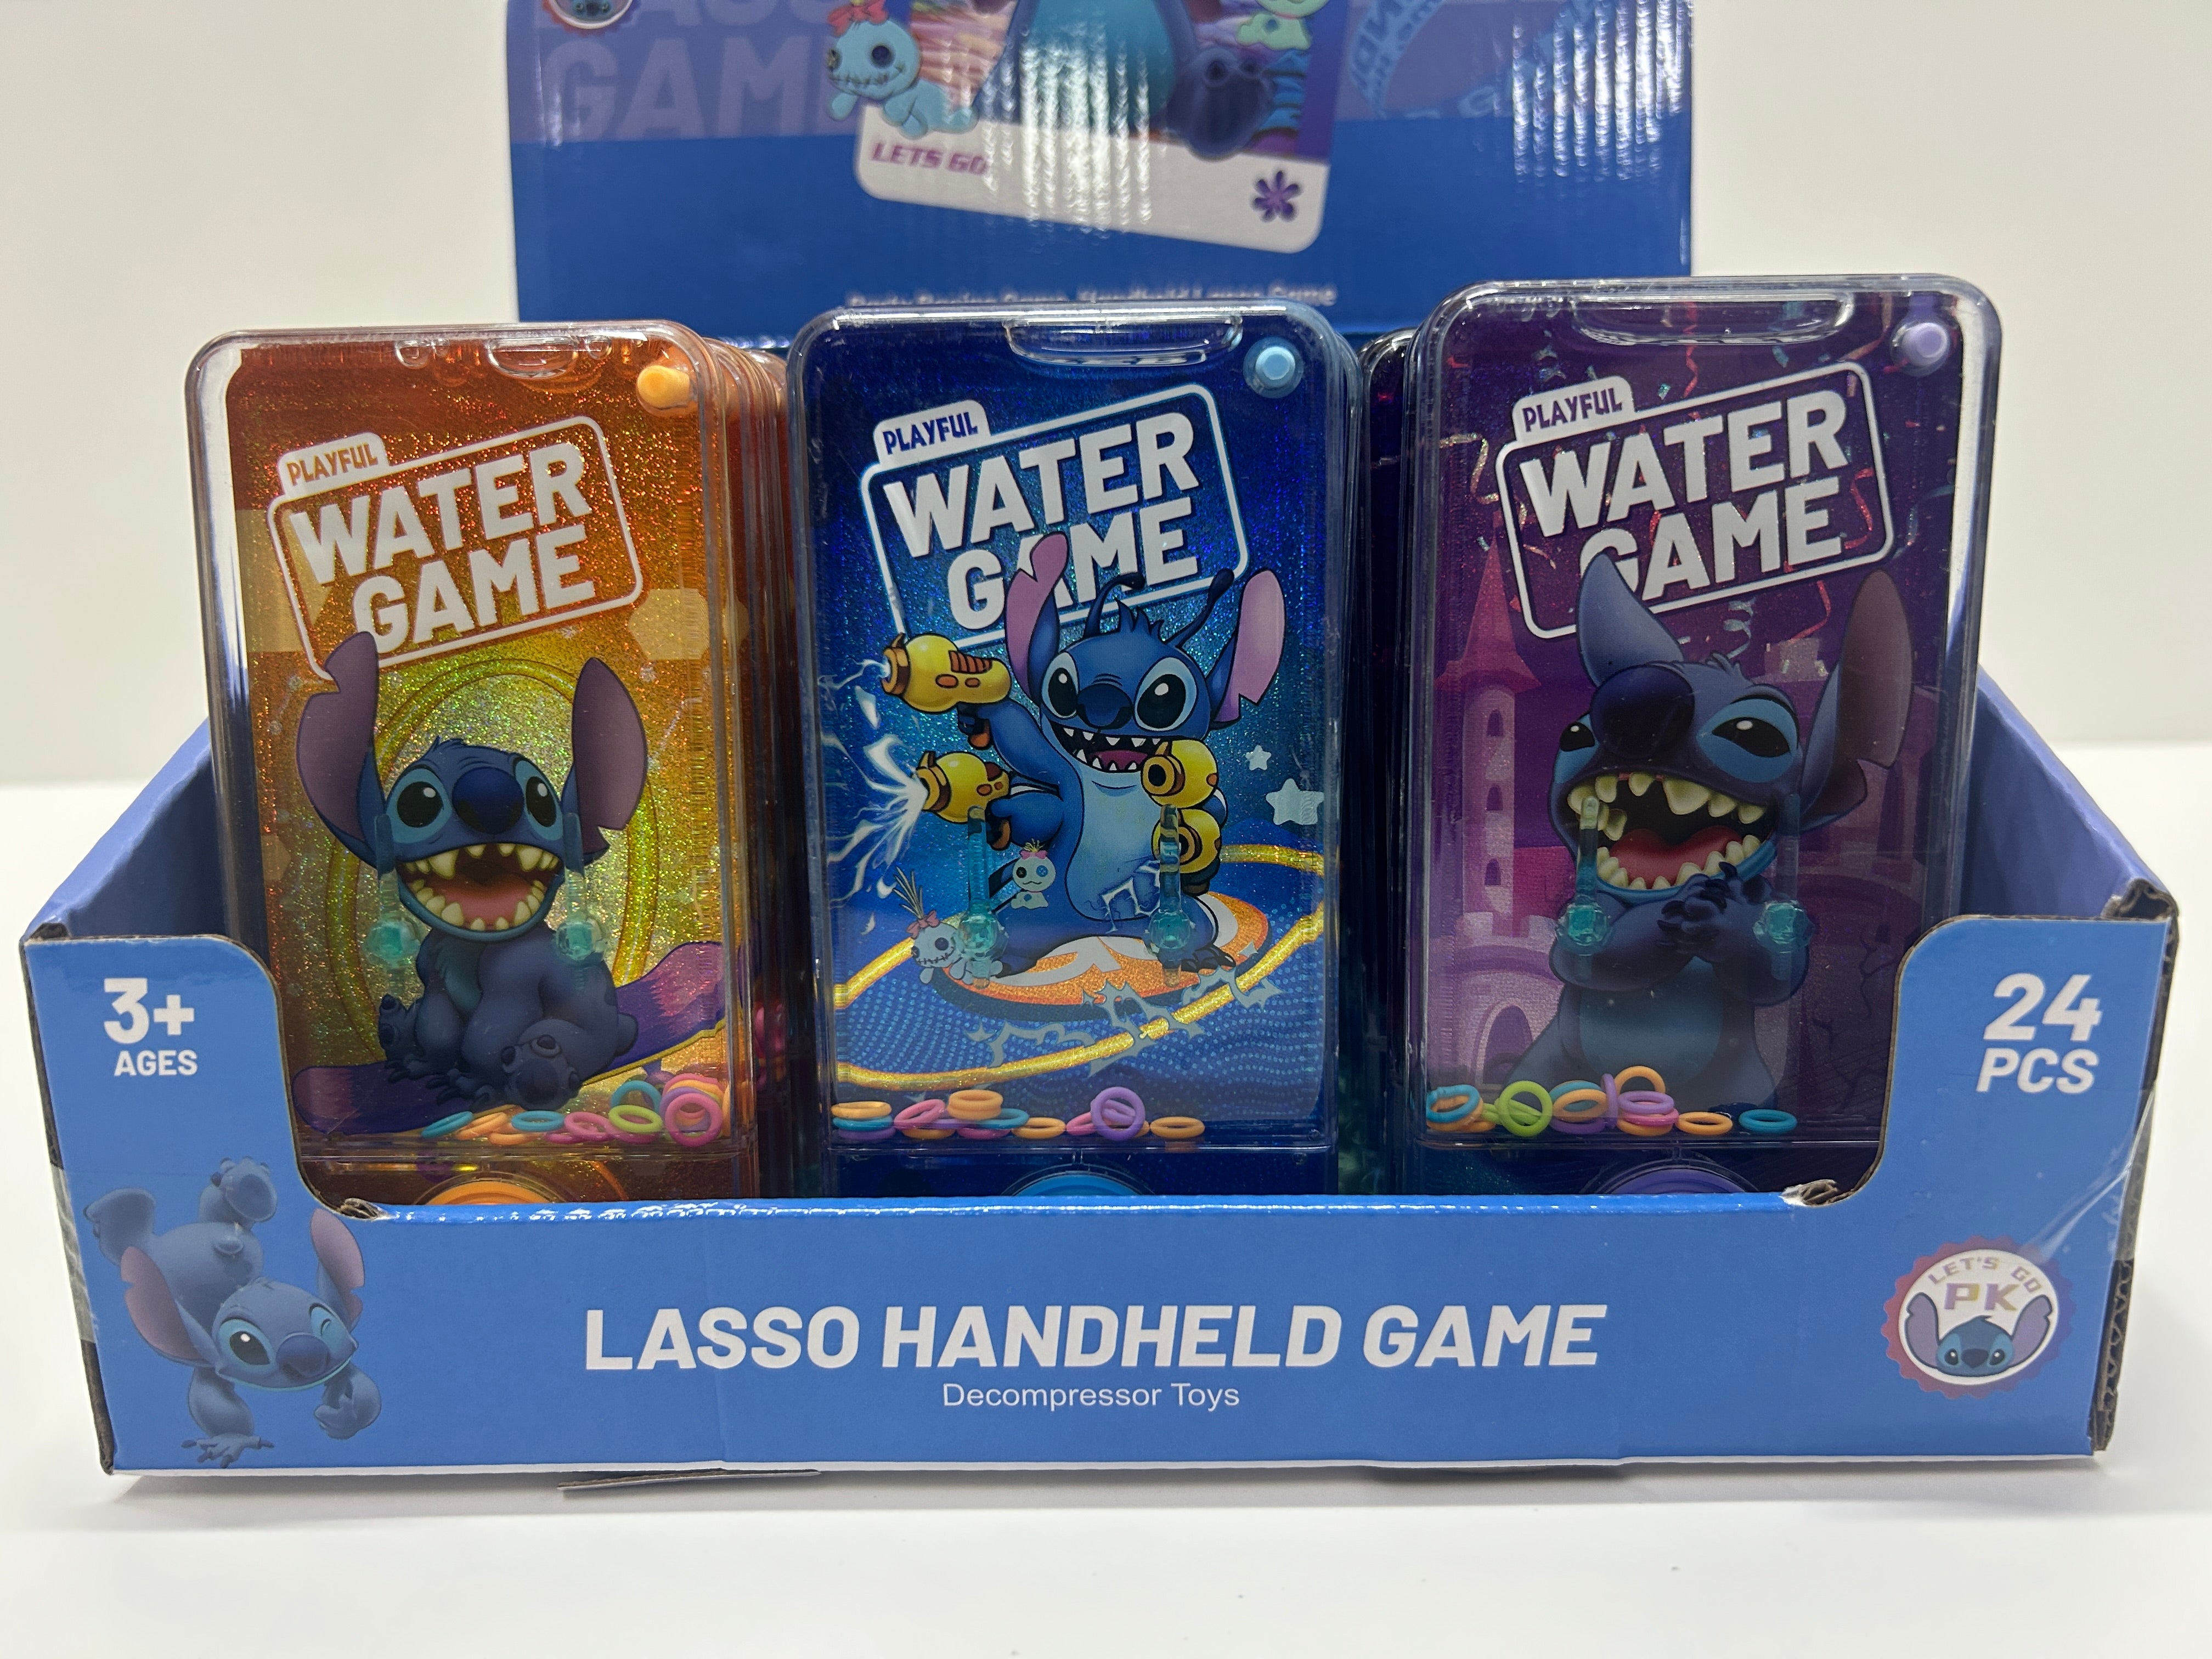 GAM
LETS GO
PLAYFUL
WATER
GAME
PLAYFUL
WATER
GAME
PLAYFUL
WATER
GAME
3+
AGES
24
PCS
LET'S GO
PK
LASSO HANDHELD GAME
Decompressor Toys